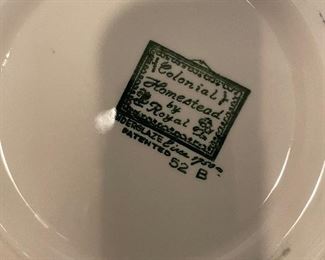 Colonial
Homestead
by
Royal
UNDERGLAZE
PATENTED
52 B